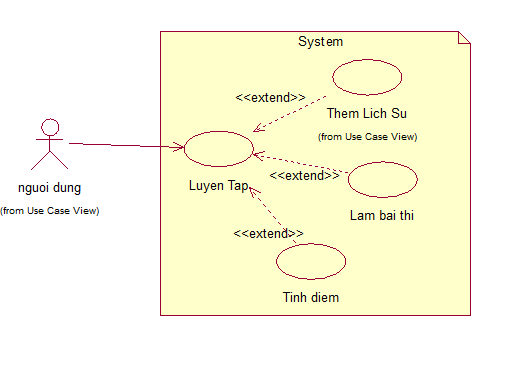 System
<<extend>>
Them Lich Su
(from Use Case View)
nguoi dung
(from Use Case View)
Luyen Tap
<<extend>>
Lam bai thi
<<extend>>
Tinh diem